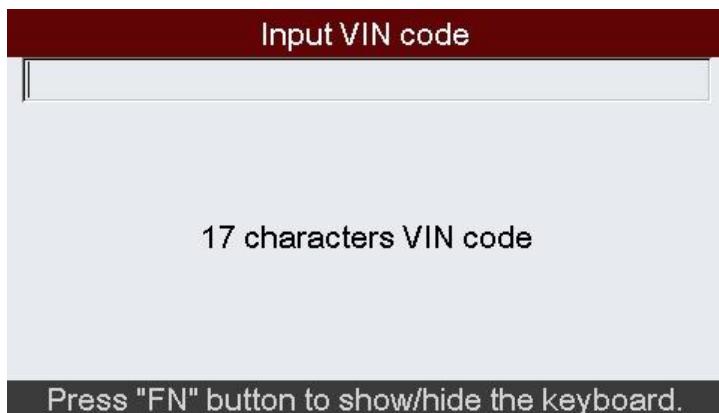 Input VIN code
17 characters VIN code
Press "FN" button to show/hide the keyboard.